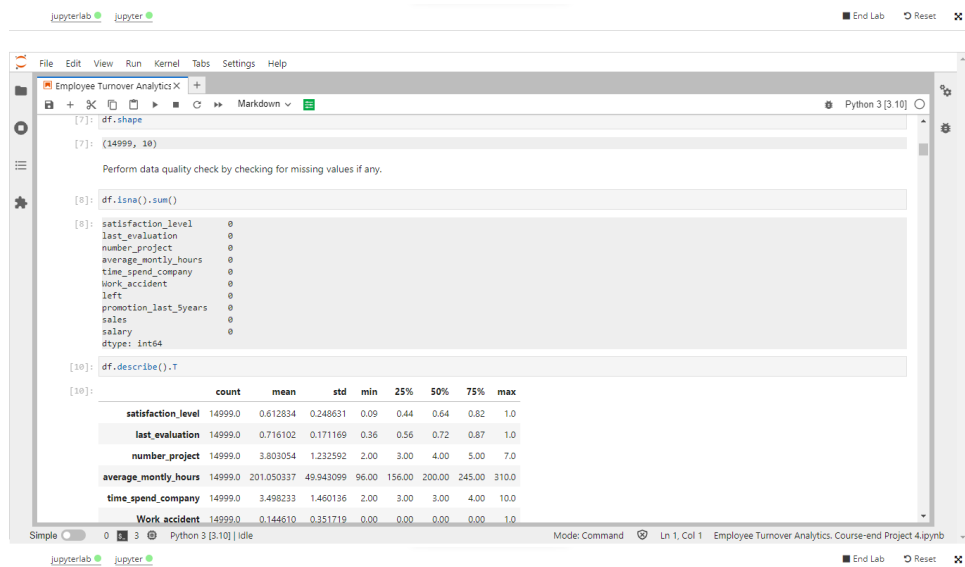 jupyterlab jupyter End Lab Reset
File Edit View Run Kernel Tabs Settings Help
Employee Turnover Analytics
Markdown Python 3 [3.10]
[7]: df.shape
[7]: (14999, 10)
Perform data quality check by checking for missing values if any.
[8]: df.isna().sum()
[8]: satisfaction_level 0
last_evaluation 0
number_project 0
average_montly_hours 0
time_spend_company 0
Work_accident 0
left 0
promotion_last_5years 0
sales 0
salary 0
dtype: int64
[10]: df.describe().T
[10]: count mean std min 25% 50% 75% max
satisfaction_level 14999.0 0.612834 0.248631 0.09 0.44 0.64 0.82 1.0
last_evaluation 14999.0 0.716102 0.171169 0.36 0.56 0.72 0.87 1.0
number_project 14999.0 3.803054 1.232592 2.00 3.00 4.00 5.00 7.0
average_montly_hours 14999.0 201.050337 49.943099 96.00 156.00 200.00 245.00 310.0
time_spend_company 14999.0 3.498233 1.460136 2.00 3.00 3.00 4.00 10.0
Work_accident 14999.0 0.144610 0.351719 0.00 0.00 0.00 0.00 1.0
Simple 0 3 Python 3 [3.10] | Idle Mode: Command Ln 1, Col 1 Employee Turnover Analytics. Course-end Project 4.ipynb
jupyterlab jupyter End Lab Reset